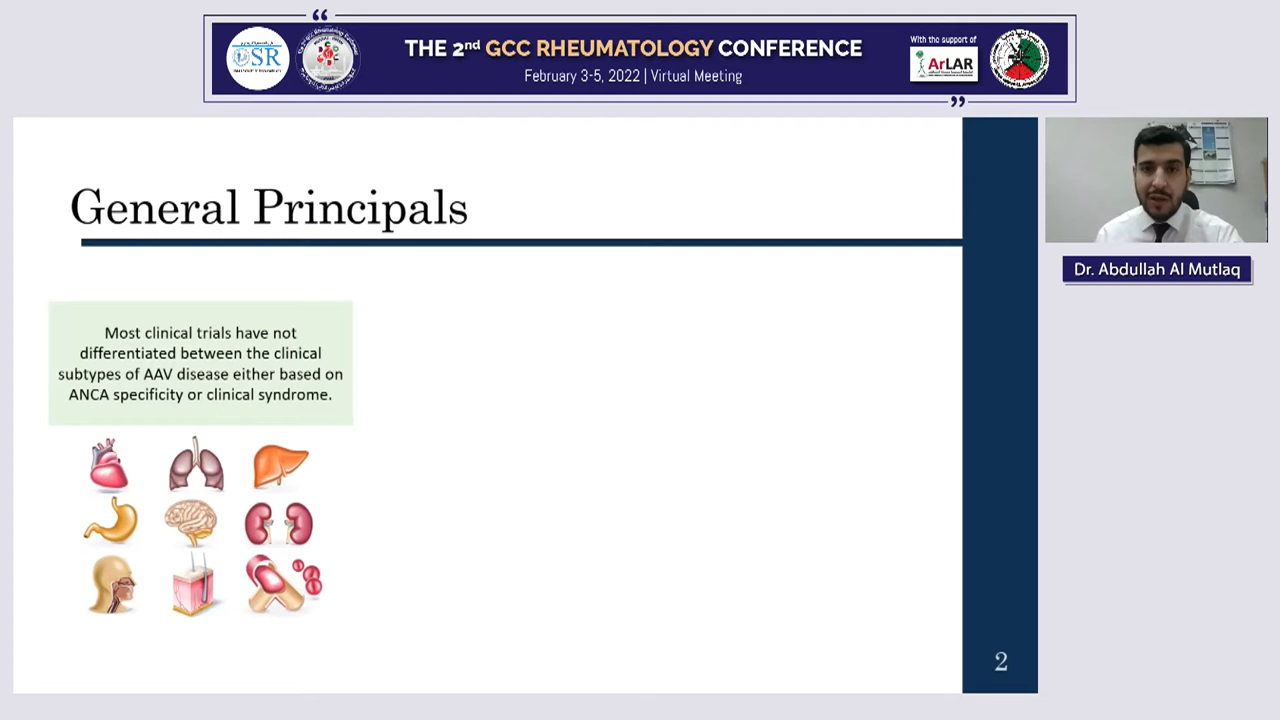 “
THE 2nd GCC RHEUMATOLOGY CONFERENCE
February 3-5, 2022 | Virtual Meeting
OSR
With the support of
ArLAR
”
General Principals
Most clinical trials have not
differentiated between the clinical
subtypes of AAV disease either based on
ANCA specificity or clinical syndrome.
Dr. Abdullah Al Mutlaq
2